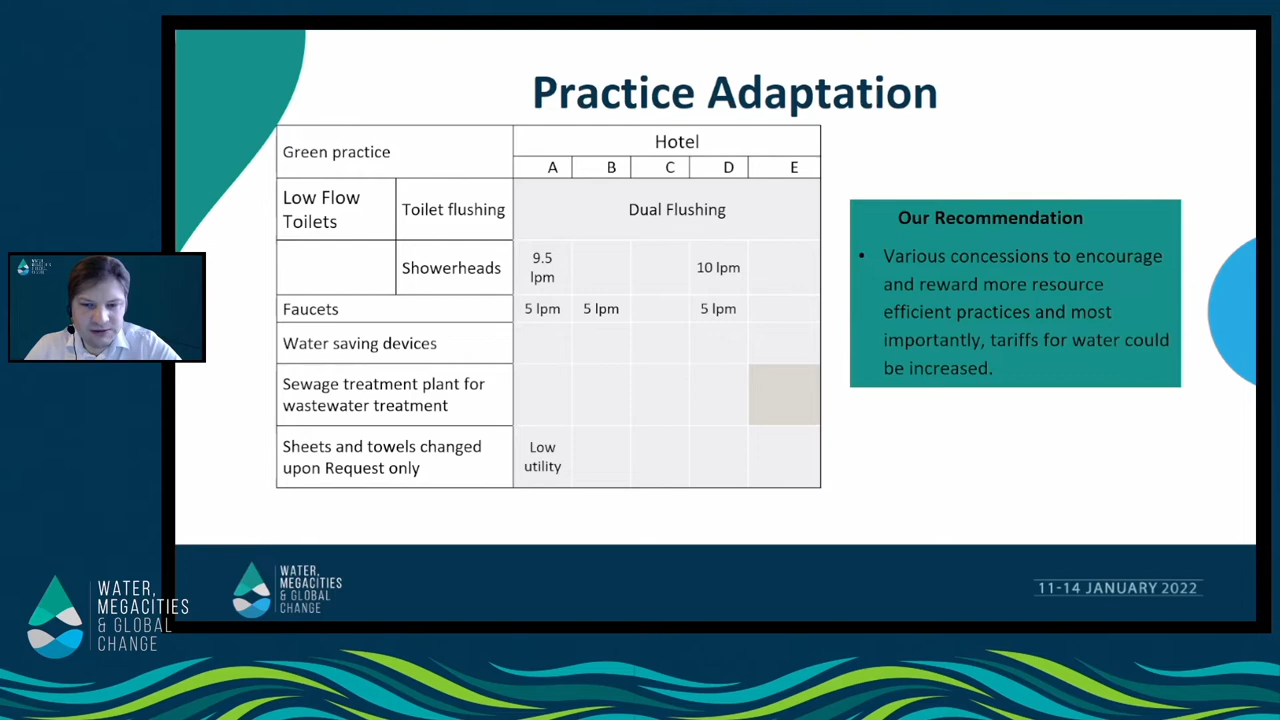 Practice Adaptation
Green practice
Hotel
A B C D E
Low Flow
Toilets
Toilet flushing
Dual Flushing
Showerheads
9.5
lpm
10 lpm
Faucets
5 lpm 5 lpm 5 lpm
Water saving devices
Sewage treatment plant for
wastewater treatment
Sheets and towels changed
upon Request only
Low
utility
Our Recommendation
• Various concessions to encourage
and reward more resource
efficient practices and most
importantly, tariffs for water could
be increased.
WATER,
MEGACITIES
& GLOBAL
CHANGE
11-14 JANUARY 2022
WATER,
MEGACITIES
& GLOBAL
CHANGE